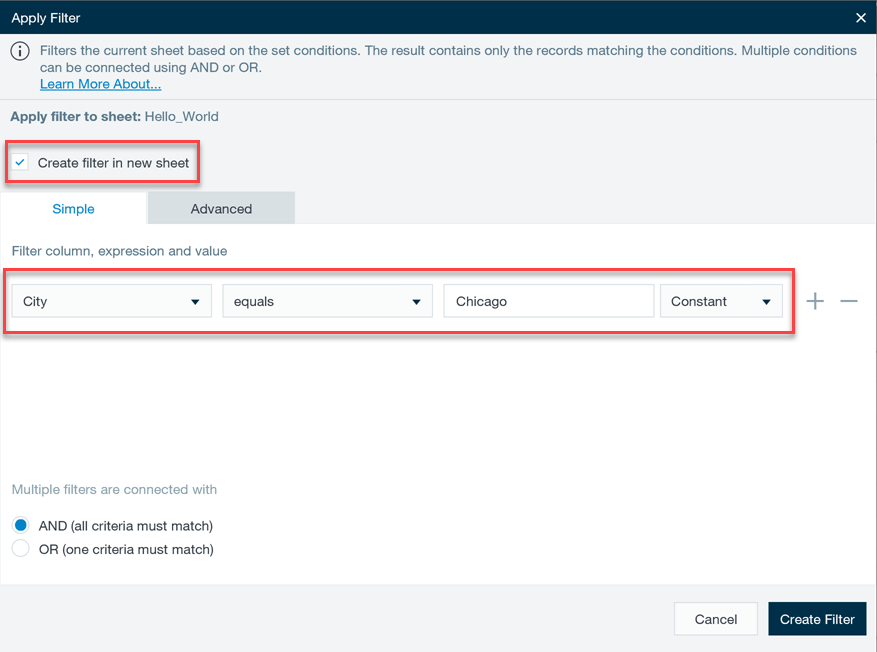 Apply Filter
Filters the current sheet based on the set conditions. The result contains only the records matching the conditions. Multiple conditions
can be connected using AND or OR.
Learn More About...
Apply filter to sheet: Hello_World
Create filter in new sheet
Simple Advanced
Filter column, expression and value
City equals Chicago Constant
Multiple filters are connected with
AND (all criteria must match)
OR (one criteria must match)
Cancel Create Filter